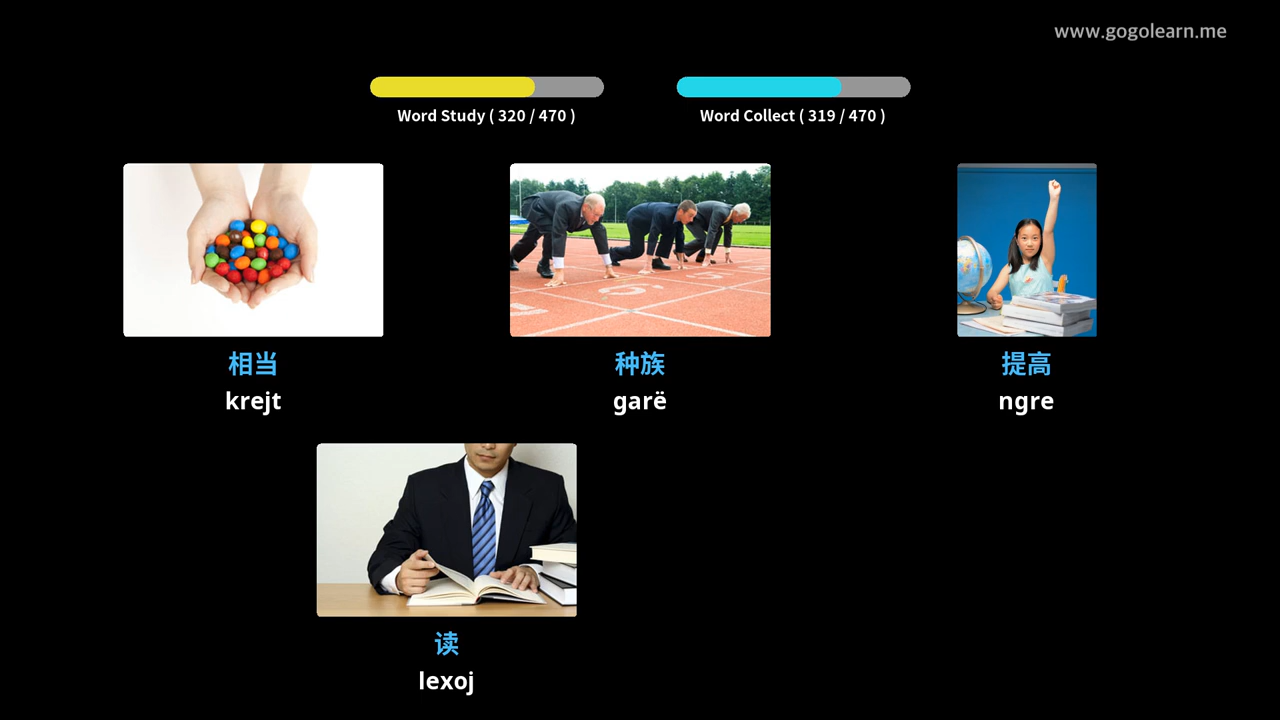 www.gogolearn.me
Word Study ( 320 / 470 )
Word Collect ( 319 / 470 )
相当
krejt
种族
garë
提高
ngre
读
lexoj